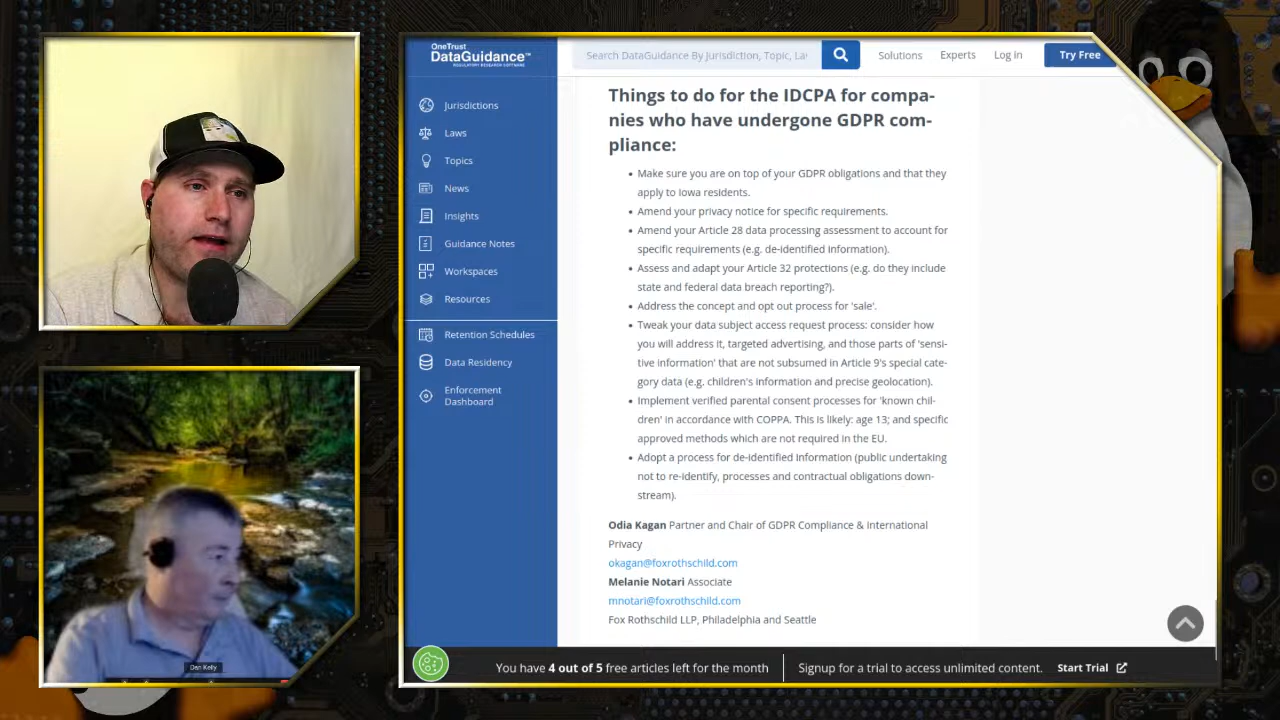 OneTrust
DataGuidance™
REGULATORY RESEARCH SOFTWARE
Search DataGuidance By Jurisdiction, Topic, La
Solutions
Experts
Log in
Try Free
Jurisdictions
Laws
Topics
News
Insights
Guidance Notes
Workspaces
Resources
Retention Schedules
Data Residency
Enforcement
Dashboard
Things to do for the IDCPA for compa-
nies who have undergone GDPR com-
pliance:
• Make sure you are on top of your GDPR obligations and that they
apply to Iowa residents.
• Amend your privacy notice for specific requirements.
• Amend your Article 28 data processing assessment to account for
specific requirements (e.g. de-identified information).
• Assess and adapt your Article 32 protections (e.g. do they include
state and federal data breach reporting?).
• Address the concept and opt out process for 'sale'.
• Tweak your data subject access request process: consider how
you will address it, targeted advertising, and those parts of 'sensi-
tive information' that are not subsumed in Article 9's special cate-
gory data (e.g. children's information and precise geolocation).
• Implement verified parental consent processes for 'known chil-
dren' in accordance with COPPA. This is likely: age 13; and specific
approved methods which are not required in the EU.
• Adopt a process for de-identified information (public undertaking
not to re-identify, processes and contractual obligations down-
stream).
Odia Kagan Partner and Chair of GDPR Compliance & International
Privacy
okagan@foxrothschild.com
Melanie Notari Associate
mnotari@foxrothschild.com
Fox Rothschild LLP, Philadelphia and Seattle
You have 4 out of 5 free articles left for the month
Signup for a trial to access unlimited content.
Start Trial
Dan Kelly